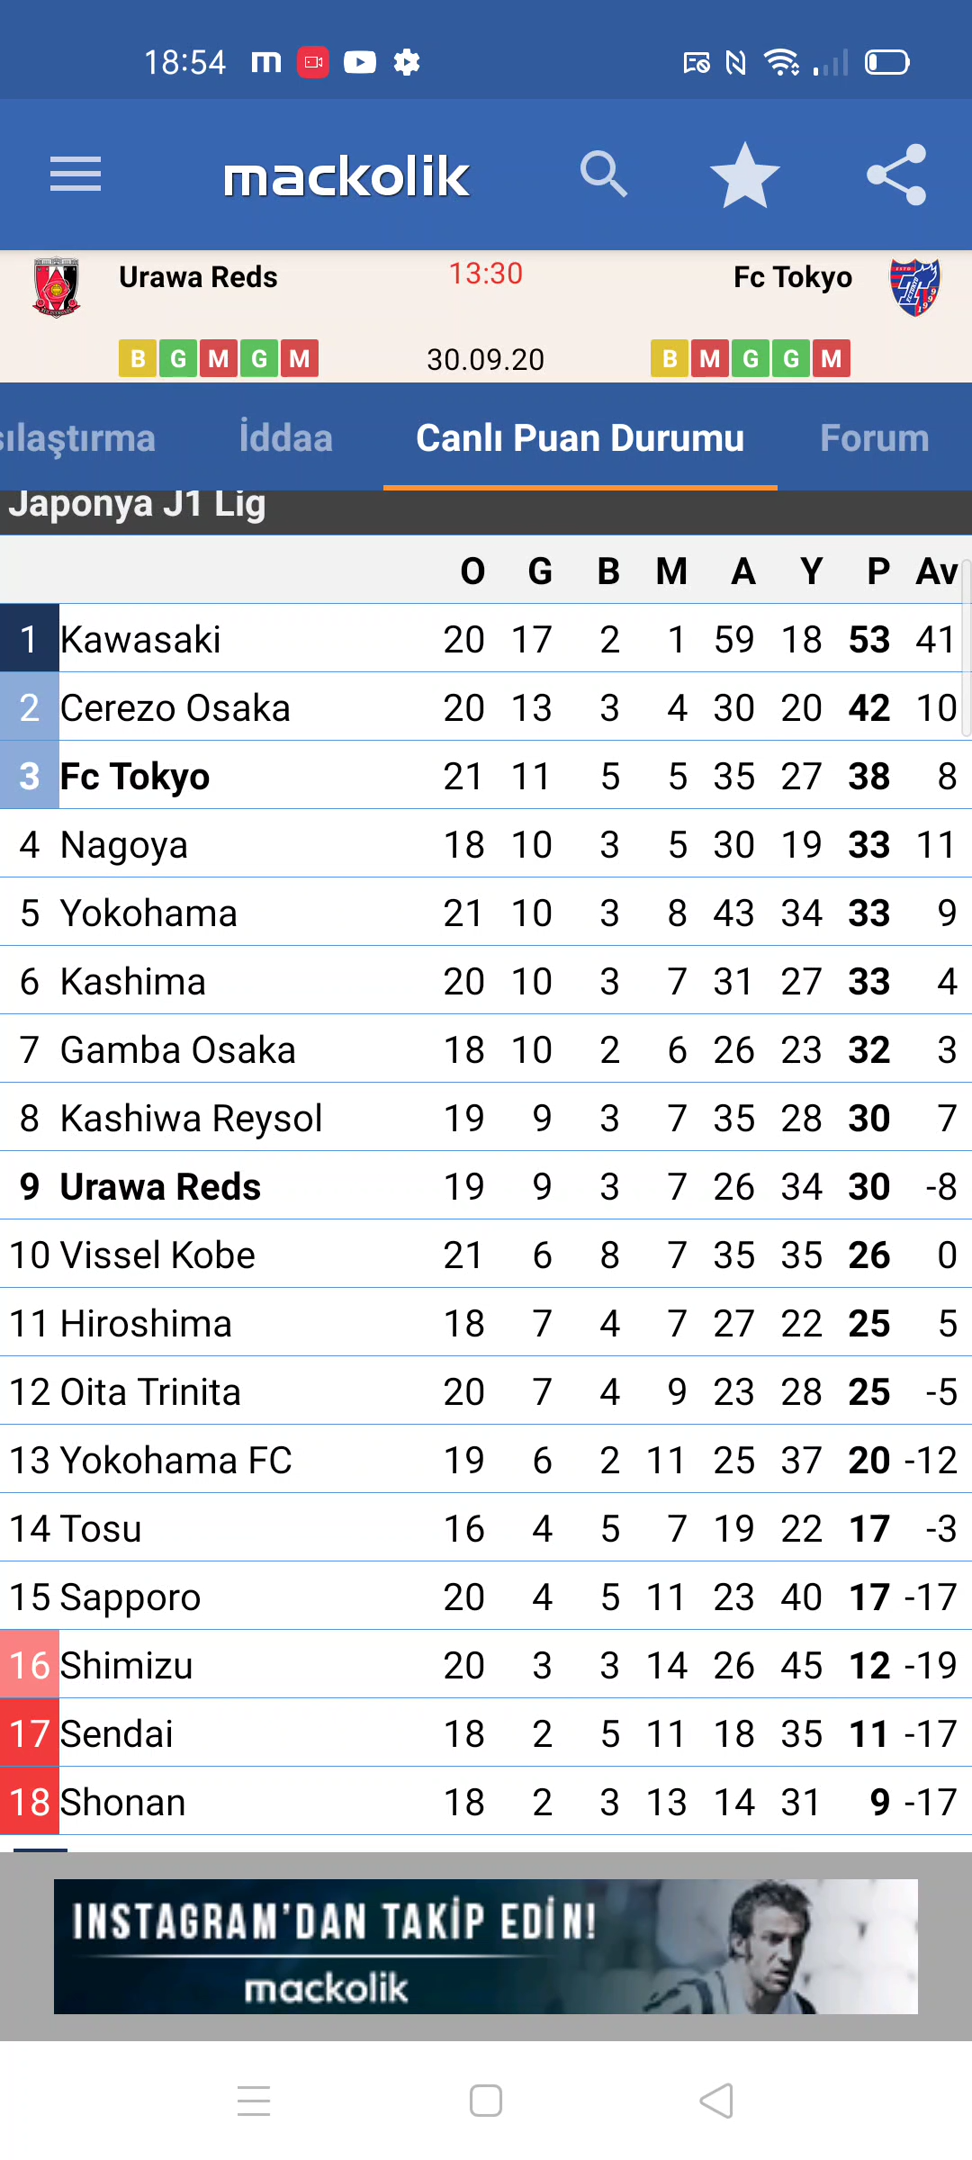 18:54
mackolik
Urawa Reds 13:30 Fc Tokyo
B G M G M 30.09.20 B M G G M
sılaştırma İddaa Canlı Puan Durumu Forum
Japonya J1 Lig
O G B M A Y P Av
1 Kawasaki 20 17 2 1 59 18 53 41
2 Cerezo Osaka 20 13 3 4 30 20 42 10
3 Fc Tokyo 21 11 5 5 35 27 38 8
4 Nagoya 18 10 3 5 30 19 33 11
5 Yokohama 21 10 3 8 43 34 33 9
6 Kashima 20 10 3 7 31 27 33 4
7 Gamba Osaka 18 10 2 6 26 23 32 3
8 Kashiwa Reysol 19 9 3 7 35 28 30 7
9 Urawa Reds 19 9 3 7 26 34 30 -8
10 Vissel Kobe 21 6 8 7 35 35 26 0
11 Hiroshima 18 7 4 7 27 22 25 5
12 Oita Trinita 20 7 4 9 23 28 25 -5
13 Yokohama FC 19 6 2 11 25 37 20 -12
14 Tosu 16 4 5 7 19 22 17 -3
15 Sapporo 20 4 5 11 23 40 17 -17
16 Shimizu 20 3 3 14 26 45 12 -19
17 Sendai 18 2 5 11 18 35 11 -17
18 Shonan 18 2 3 13 14 31 9 -17
INSTAGRAM'DAN TAKİP EDİN!
mackolik